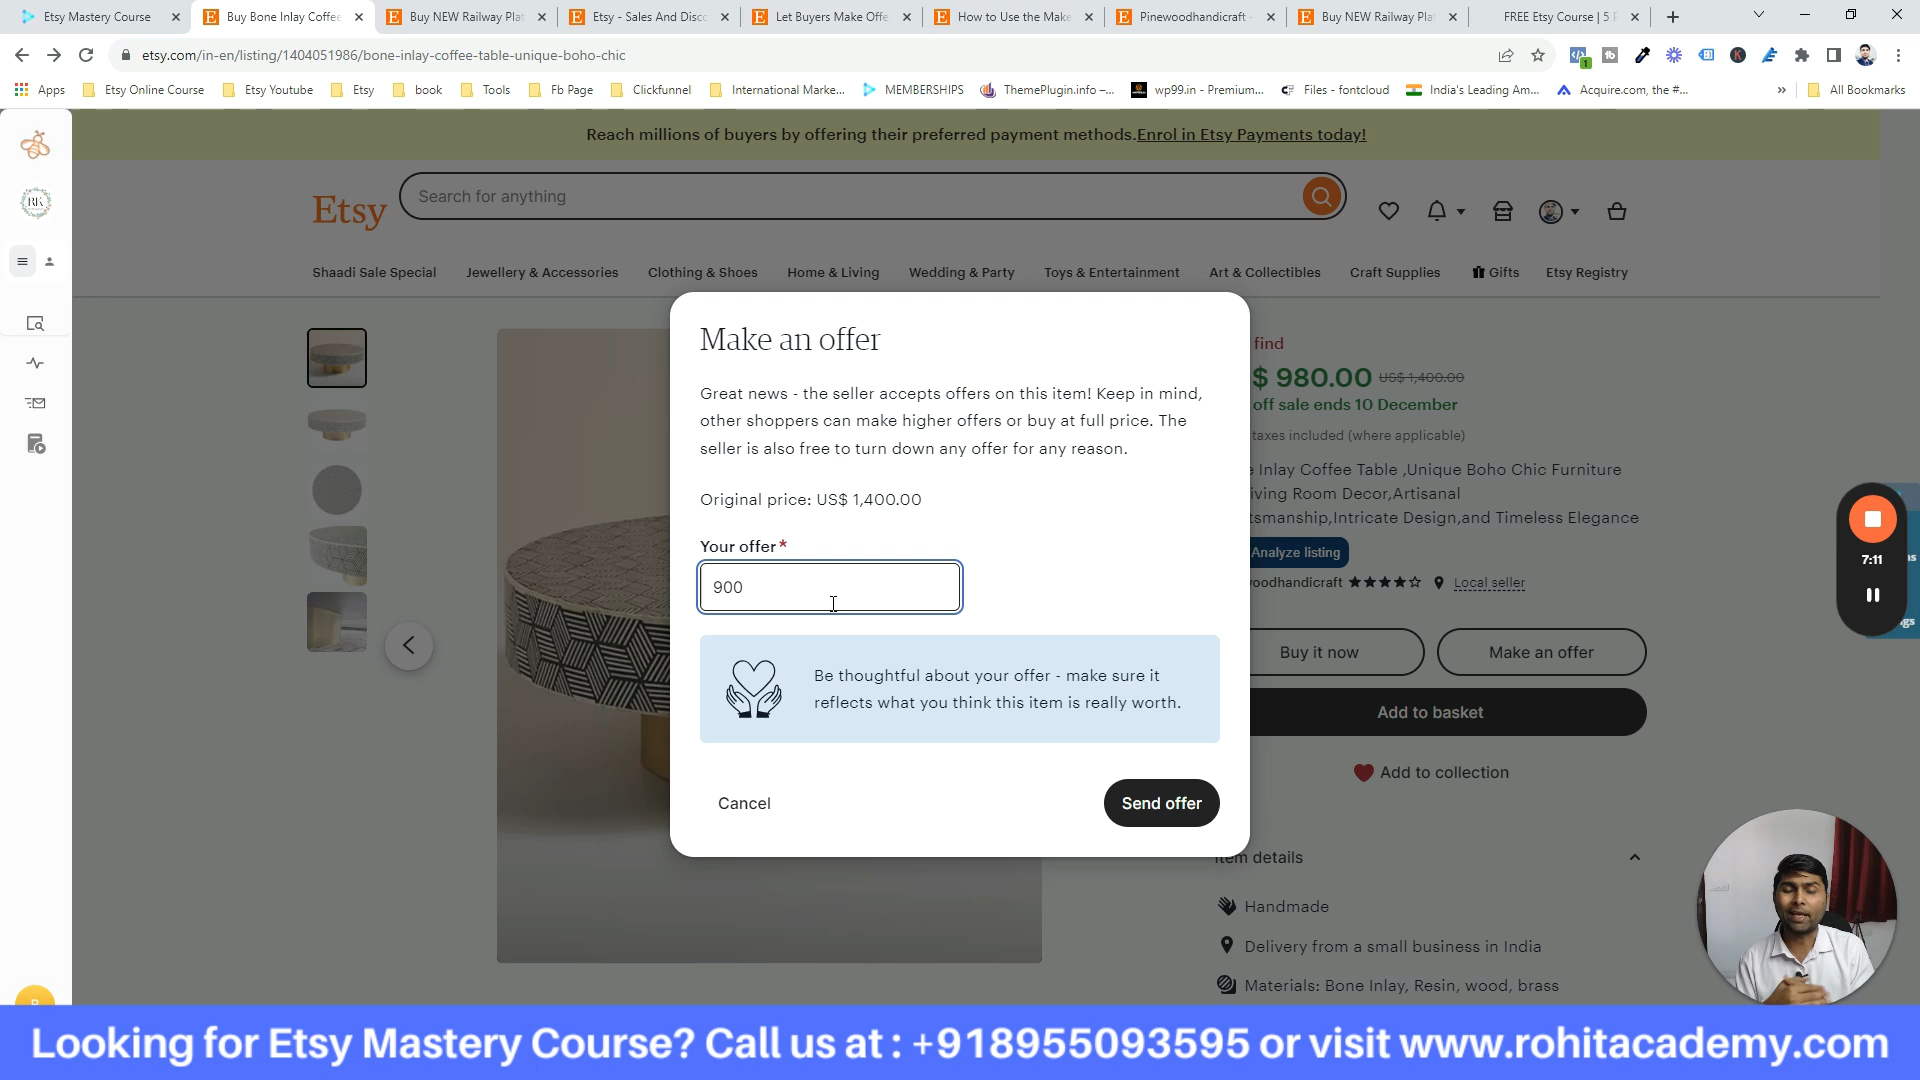 Etsy Mastery Course
Buy Bone Inlay Coffee
Buy NEW Railway Plat
Etsy - Sales And Disco
Let Buyers Make Offe
How to Use the Make
Pinewoodhandicraft -
Buy NEW Railway Plat
FREE Etsy Course | 5 F
etsy.com/in-en/listing/1404051986/bone-inlay-coffee-table-unique-boho-chic
Apps
Etsy Online Course
Etsy Youtube
Etsy
book
Tools
Fb Page
Clickfunnel
International Marke...
MEMBERSHIPS
ThemePlugin.info –...
wp99.in - Premium...
Files - fontcloud
India's Leading Am...
Acquire.com, the #...
»
All Bookmarks
Reach millions of buyers by offering their preferred payment methods.Enrol in Etsy Payments today!
RK
Etsy
Search for anything
Shaadi Sale Special
Jewellery & Accessories
Clothing & Shoes
Home & Living
Wedding & Party
Toys & Entertainment
Art & Collectibles
Craft Supplies
Gifts
Etsy Registry
Make an offer
Great news - the seller accepts offers on this item! Keep in mind,
other shoppers can make higher offers or buy at full price. The
seller is also free to turn down any offer for any reason.
Original price: US$ 1,400.00
Your offer*
900
Be thoughtful about your offer - make sure it
reflects what you think this item is really worth.
Cancel
Send offer
find
$ 980.00 US$ 1,400.00
off sale ends 10 December
taxes included (where applicable)
Inlay Coffee Table ,Unique Boho Chic Furniture
iving Room Decor,Artisanal
tsmanship,Intricate Design,and Timeless Elegance
Analyze listing
oodhandicraft
Local seller
Buy it now
Make an offer
Add to basket
Add to collection
Item details
Handmade
Delivery from a small business in India
Materials: Bone Inlay, Resin, wood, brass
7:11
Looking for Etsy Mastery Course? Call us at : +918955093595 or visit www.rohitacademy.com